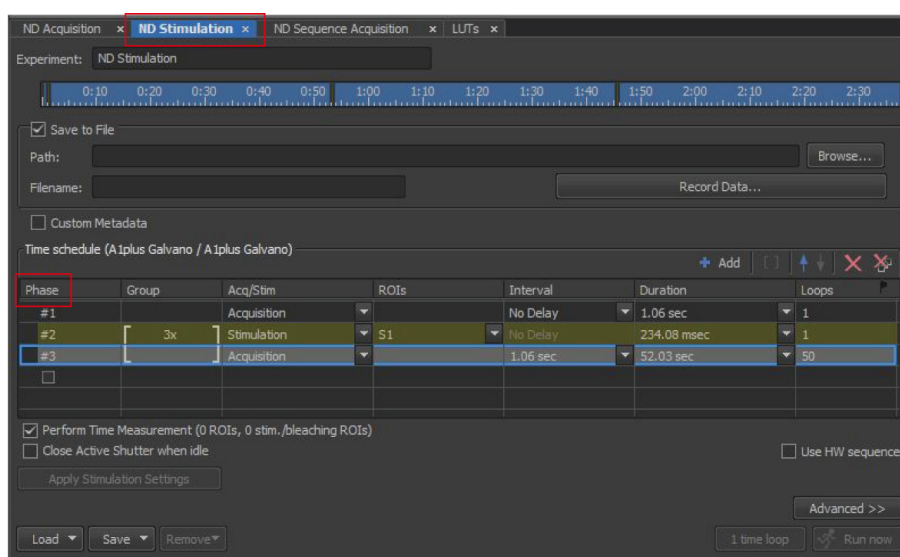 ND Acquisition × ND Stimulation × ND Sequence Acquisition × LUTs ×
Experiment: ND Stimulation
0:10 0:20 0:30 0:40 0:50 1:00 1:10 1:20 1:30 1:40 1:50 2:00 2:10 2:20 2:30
Save to File
Path: Browse...
Filename: Record Data...
Custom Metadata
Time schedule (A1plus Galvano / A1plus Galvano)
+ Add [ ]
Phase Group Acq/Stim ROIs Interval Duration Loops
#1 Acquisition No Delay 1.06 sec 1
#2 3x Stimulation S1 No Delay 234.08 msec 1
#3 Acquisition 1.06 sec 52.03 sec 50
Perform Time Measurement (0 ROIs, 0 stim./bleaching ROIs)
Close Active Shutter when idle Use HW sequence
Apply Stimulation Settings
Advanced >>
Load Save Remove 1 time loop Run now